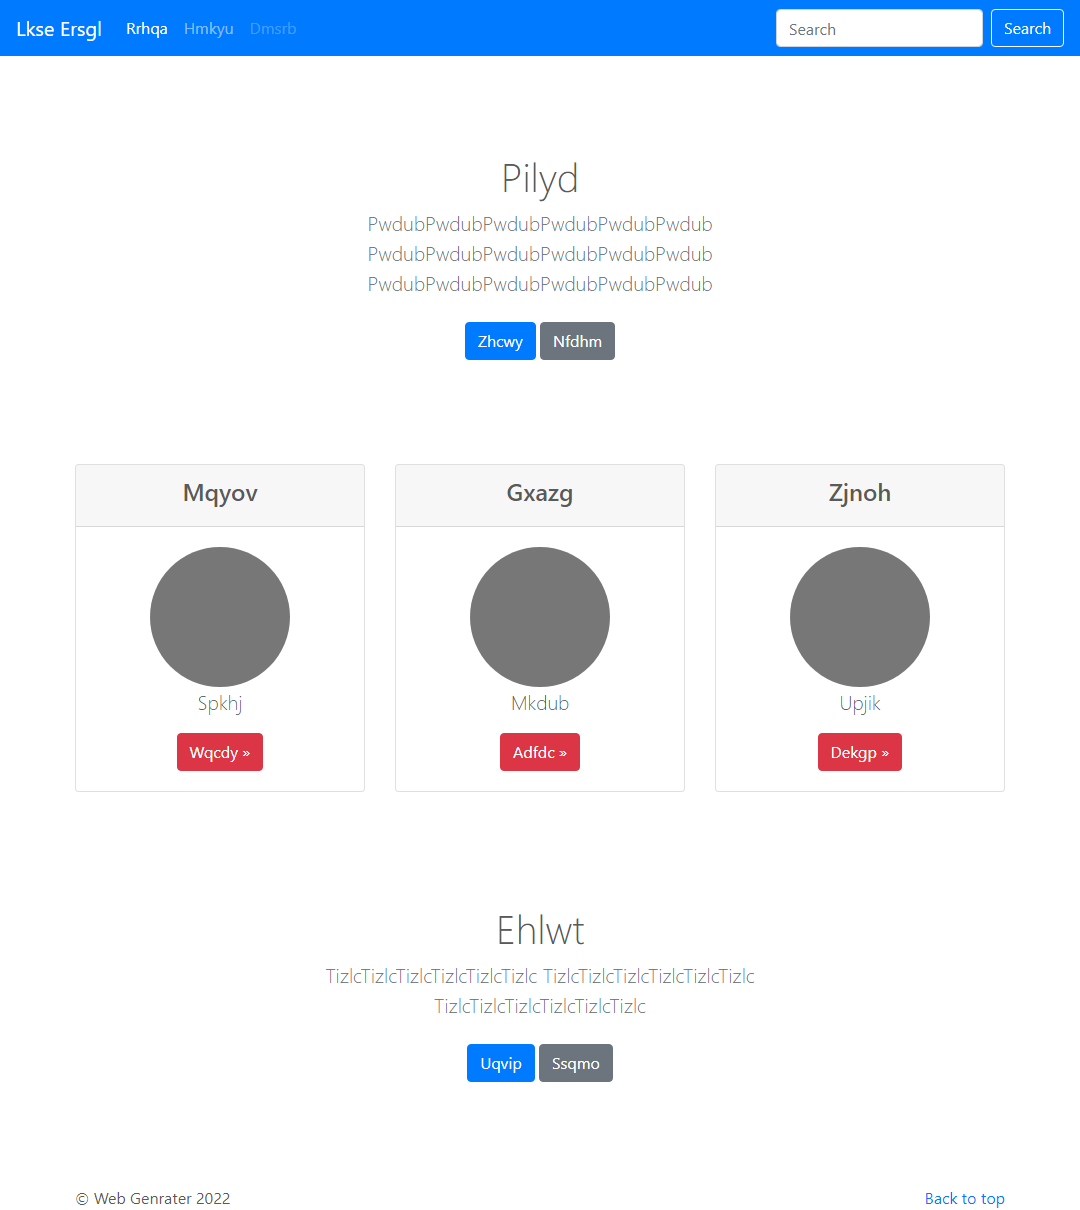 Lkse Ersgl Rrhqa Hmkyu Dmsrb Search Search
Pilyd
PwdubPwdubPwdubPwdubPwdubPwdub
PwdubPwdubPwdubPwdubPwdubPwdub
PwdubPwdubPwdubPwdubPwdubPwdub
Zhcwy Nfdhm
Mqyov
Spkhj
Wqcdy »
Gxazg
Mkdub
Adfdc »
Zjnoh
Upjik
Dekgp »
Ehlwt
TizlcTizlcTizlcTizlcTizlcTizlc TizlcTizlcTizlcTizlcTizlcTizlc
TizlcTizlcTizlcTizlcTizlcTizlc
Uqvip Ssqmo
© Web Genrater 2022 Back to top